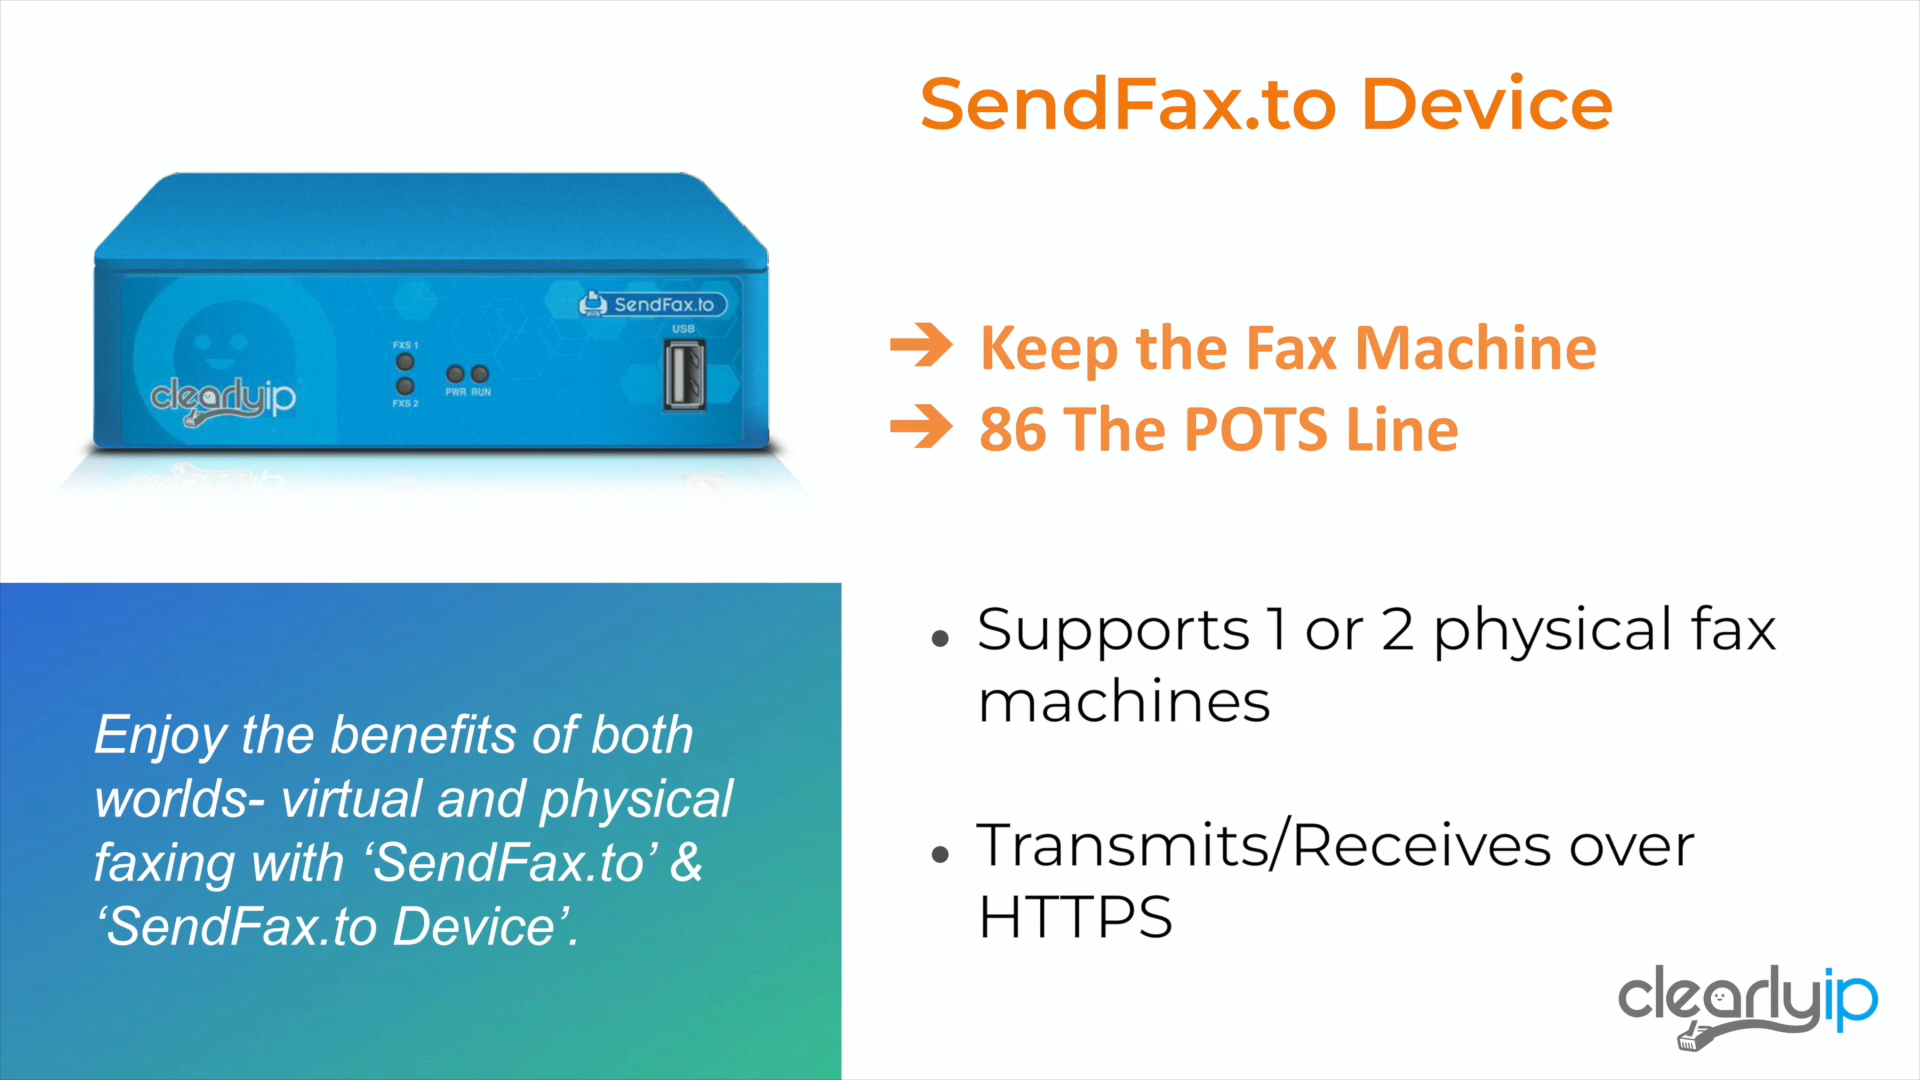 SendFax.to Device
SendFax.to
USB
FXS 1
PWR RUN
FXS 2
clearlyip
➔ Keep the Fax Machine
➔ 86 The POTS Line
Enjoy the benefits of both
worlds- virtual and physical
faxing with ‘SendFax.to’ &
‘SendFax.to Device’.
• Supports 1 or 2 physical fax
machines
• Transmits/Receives over
HTTPS
clearlyip